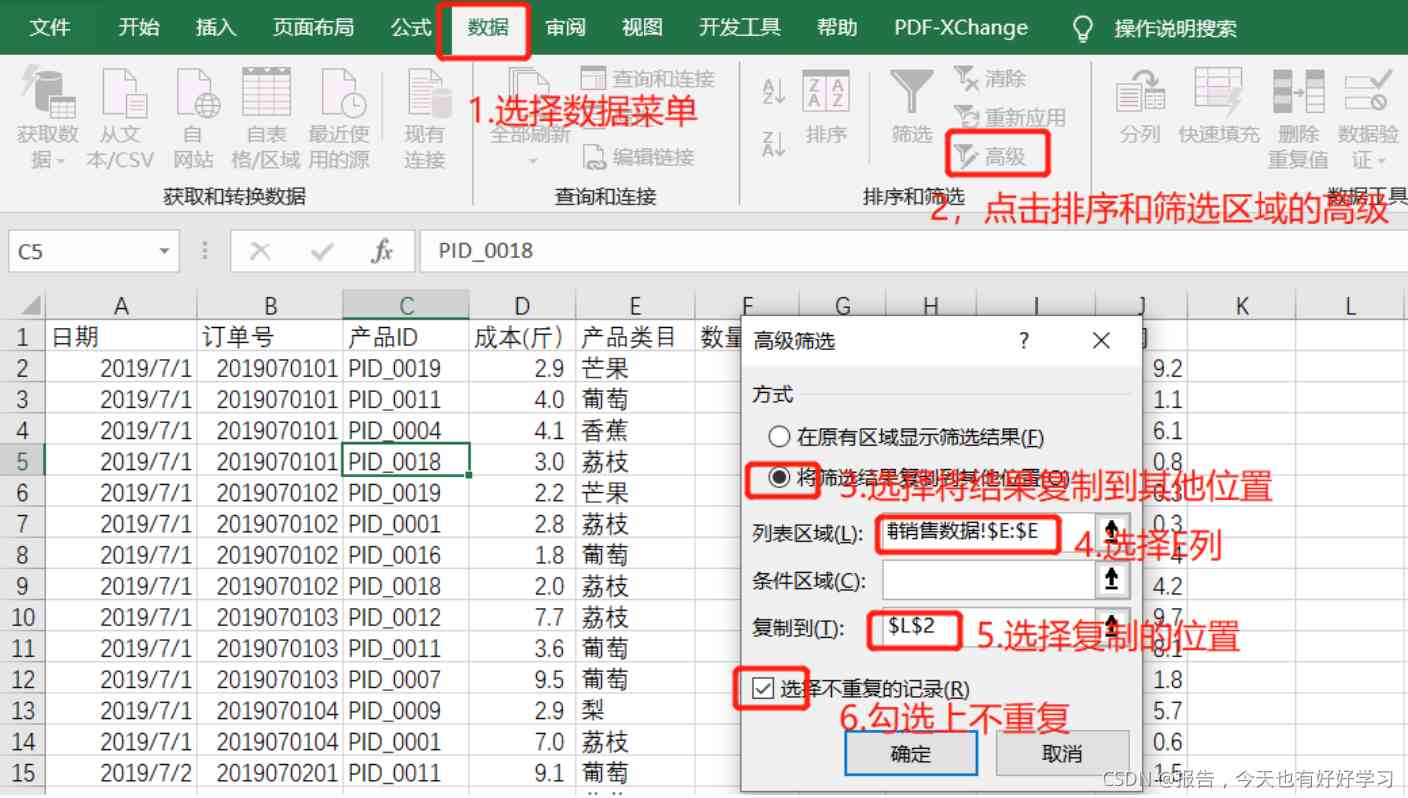 文件 开始 插入 页面布局 公式 数据 审阅 视图 开发工具 帮助 PDF-XChange 操作说明搜索
获取数据 从文本/CSV 自网站 自表格/区域 最近使用的源 现有连接 全部刷新 查询和连接 编辑链接 排序 筛选 清除 重新应用 高级 分列 快速填充 删除重复值 数据验证
1.选择数据菜单
获取和转换数据 查询和连接 排序和筛选 数据工具
2，点击排序和筛选区域的高级
C5 fx PID_0018
A B C D E F G H I J K L
1 日期 订单号 产品ID 成本(斤) 产品类目 数量
2 2019/7/1 2019070101 PID_0019 2.9 芒果 9.2
3 2019/7/1 2019070101 PID_0011 4.0 葡萄 1.1
4 2019/7/1 2019070101 PID_0004 4.1 香蕉 6.1
5 2019/7/1 2019070101 PID_0018 3.0 荔枝 0.8
6 2019/7/1 2019070102 PID_0019 2.2 芒果 0.3
7 2019/7/1 2019070102 PID_0001 2.8 荔枝 0.3
8 2019/7/1 2019070102 PID_0016 1.8 葡萄 4
9 2019/7/1 2019070102 PID_0018 2.0 荔枝 4.2
10 2019/7/1 2019070103 PID_0012 7.7 荔枝 9.7
11 2019/7/1 2019070103 PID_0011 3.6 葡萄 8.1
12 2019/7/1 2019070103 PID_0007 9.5 葡萄 1.8
13 2019/7/1 2019070104 PID_0009 2.9 梨 5.7
14 2019/7/1 2019070104 PID_0001 7.0 荔枝 0.6
15 2019/7/2 2019070201 PID_0011 9.1 葡萄 1.5
高级筛选 ?
方式
在原有区域显示筛选结果(F)
将筛选结果复制到其他位置(O)
3.选择将结果复制到其他位置
列表区域(L): 销售数据!$E:$E
4.选择E列
条件区域(C):
复制到(T): $L$2
5.选择复制的位置
选择不重复的记录(R)
6.勾选上不重复
确定 取消
CSDN @报告，今天也有好好学习